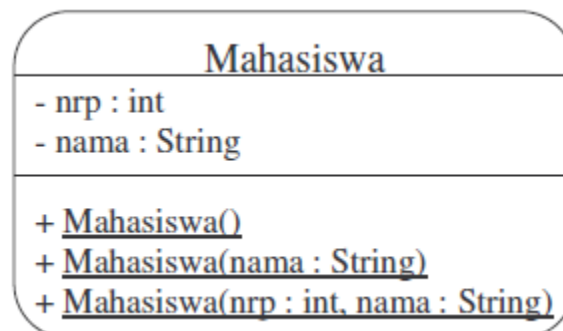 Mahasiswa
- nrp : int
- nama : String
+ Mahasiswa()
+ Mahasiswa(nama : String)
+ Mahasiswa(nrp : int, nama : String)